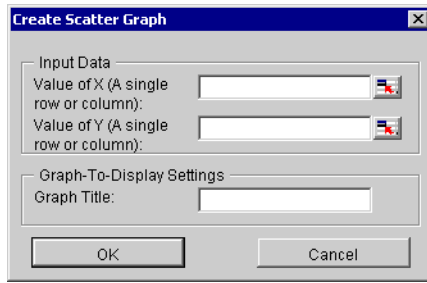 Create Scatter Graph
Input Data
Value of X (A single
row or column):
Value of Y (A single
row or column):
Graph-To-Display Settings
Graph Title:
OK
Cancel